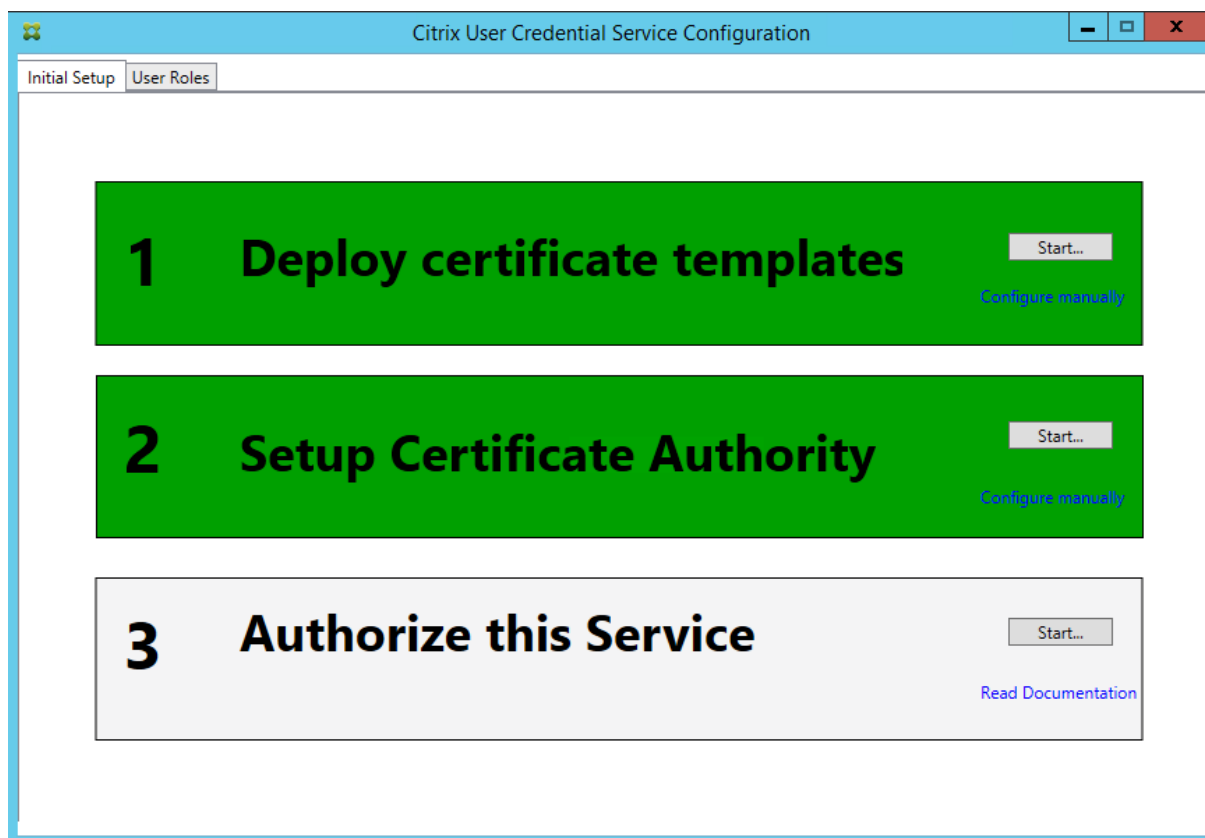 Citrix User Credential Service Configuration
Initial Setup User Roles
1 Deploy certificate templates Start...
Configure manually
2 Setup Certificate Authority Start...
Configure manually
3 Authorize this Service Start...
Read Documentation